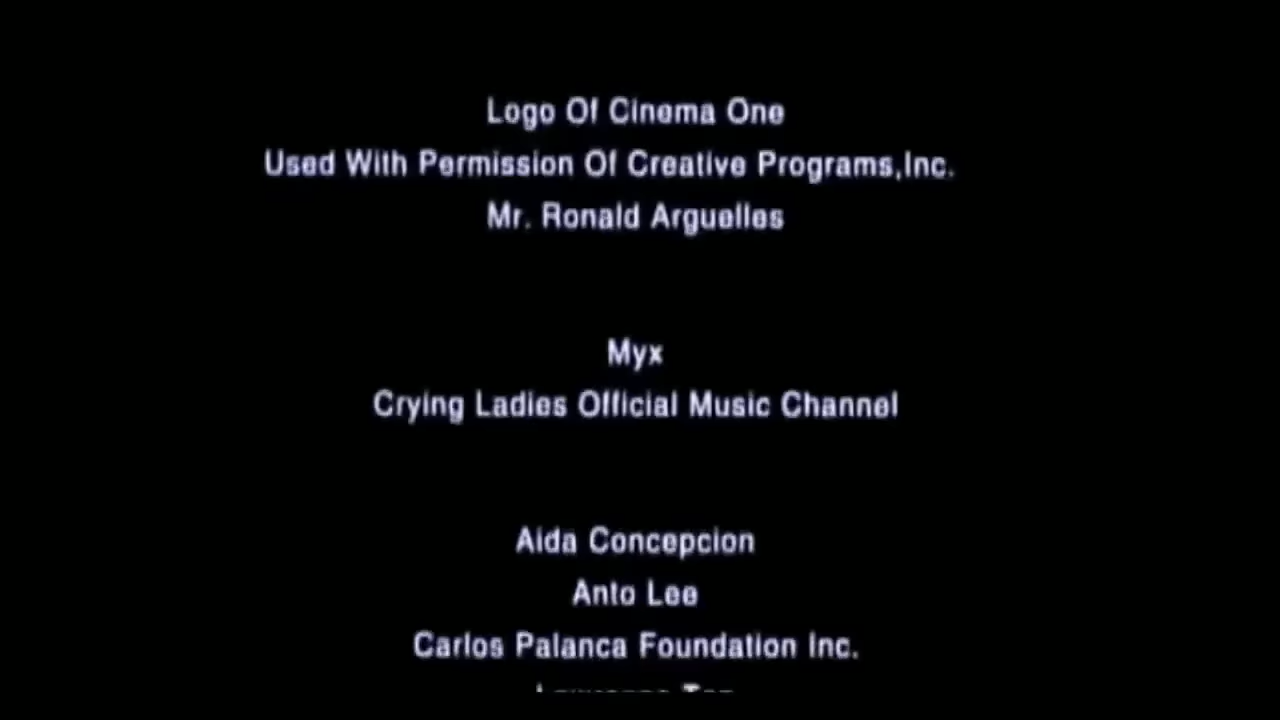 Logo Of Cinema One
Used With Permission Of Creative Programs,Inc.
Mr. Ronald Arguelles
Myx
Crying Ladies Official Music Channel
Aida Concepcion
Anto Lee
Carlos Palanca Foundation Inc.